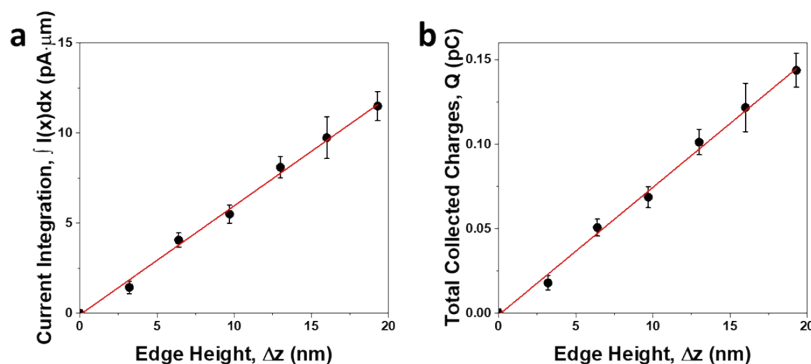 a
Current Integration, ∫ I(x)dx (pA·μm)
15
10
5
0
0 5 10 15 20
Edge Height, Δz (nm)
b
Total Collected Charges, Q (pC)
0.15
0.10
0.05
0.00
0 5 10 15 20
Edge Height, Δz (nm)